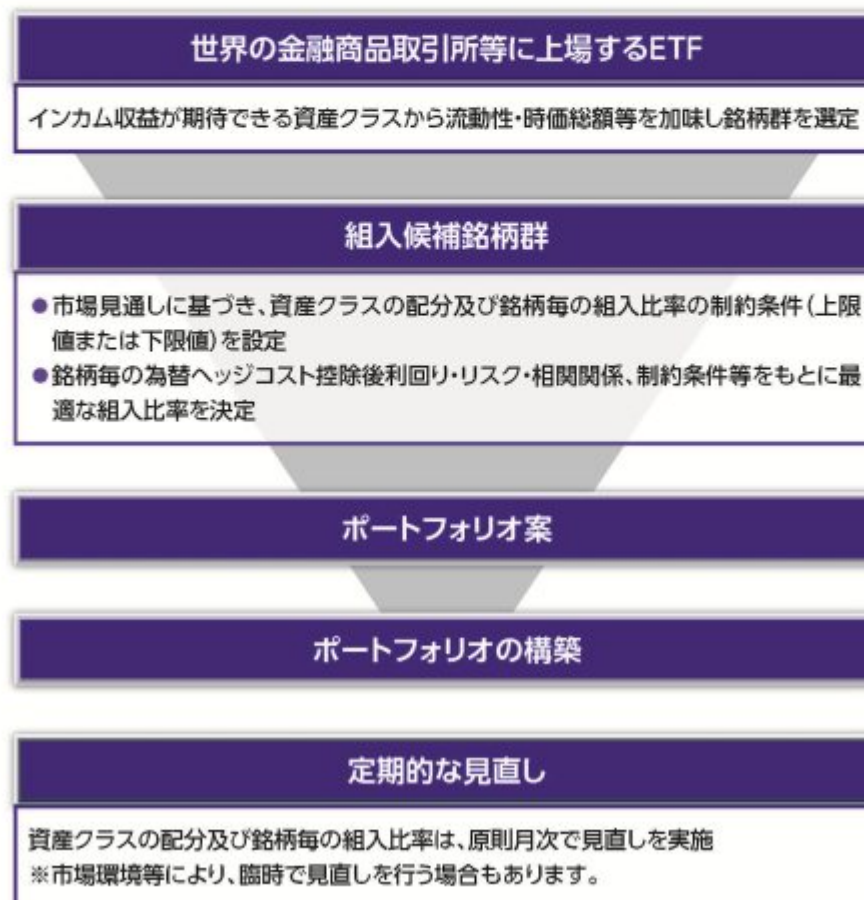 世界の金融商品取引所等に上場するETF
インカム収益が期待できる資産クラスから流動性・時価総額等を加味し銘柄群を選定
組入候補銘柄群
●市場見通しに基づき、資産クラスの配分及び銘柄毎の組入比率の制約条件(上限
値または下限値)を設定
●銘柄毎の為替ヘッジコスト控除後利回り・リスク・相関関係、制約条件等をもとに最
適な組入比率を決定
ポートフォリオ案
ポートフォリオの構築
定期的な見直し
資産クラスの配分及び銘柄毎の組入比率は、原則月次で見直しを実施
※市場環境等により、臨時で見直しを行う場合もあります。